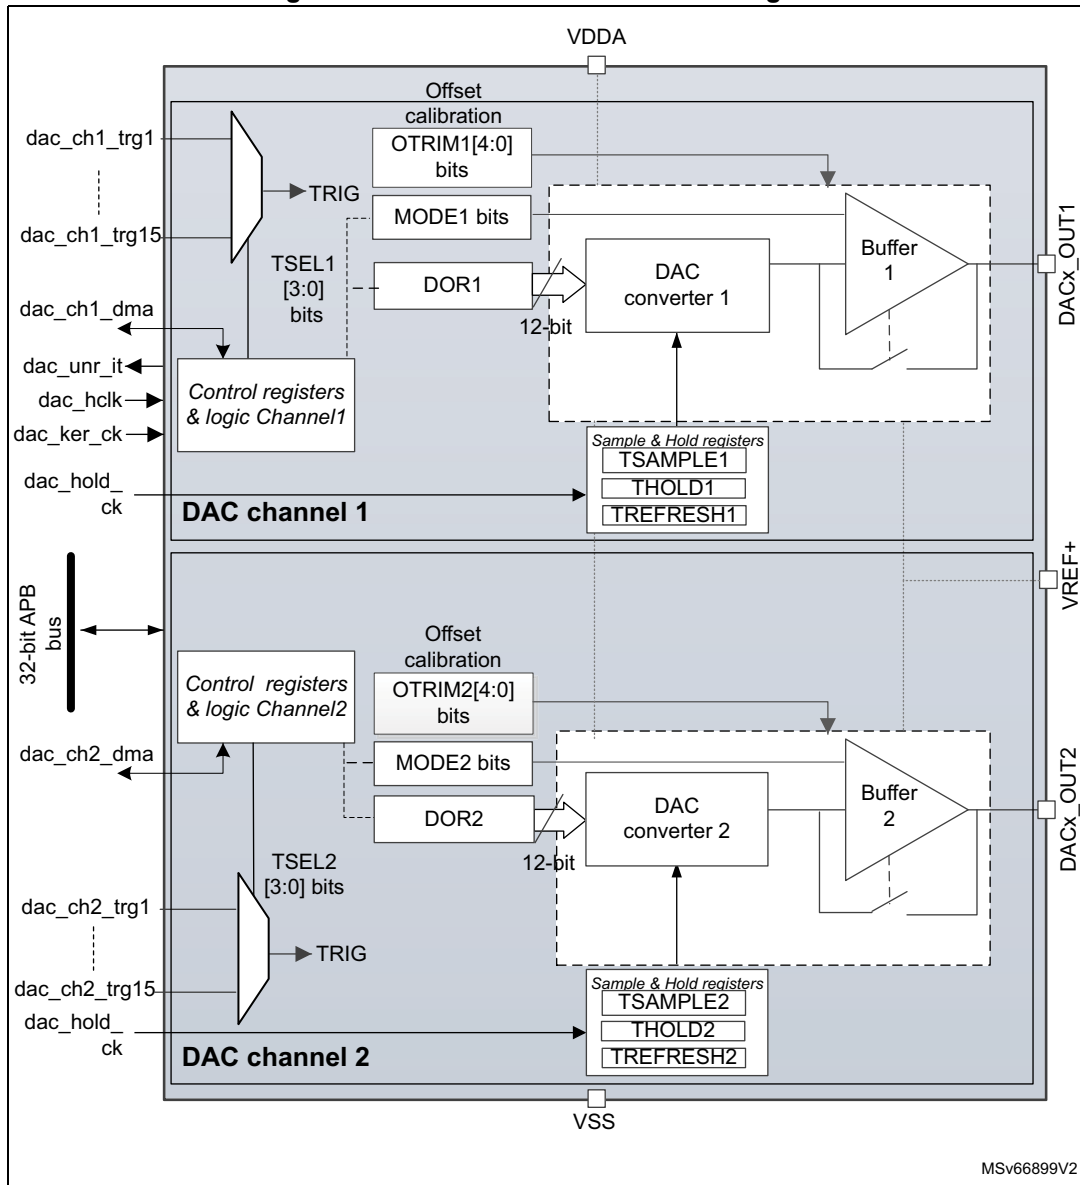 VDDA
Offset
calibration
OTRIM1[4:0]
bits
dac_ch1_trg1
TRIG
MODE1 bits
dac_ch1_trg15
TSEL1
[3:0]
bits
DOR1
12-bit
DAC
converter 1
Buffer
1
DACx_OUT1
dac_ch1_dma
dac_unr_it
dac_hclk
dac_ker_ck
Control registers
& logic Channel1
Sample & Hold registers
TSAMPLE1
THOLD1
TREFRESH1
dac_hold_
ck
DAC channel 1
VREF+
32-bit APB
bus
Offset
calibration
OTRIM2[4:0]
bits
Control registers
& logic Channel2
MODE2 bits
dac_ch2_dma
DOR2
12-bit
DAC
converter 2
Buffer
2
DACx_OUT2
TSEL2
[3:0] bits
dac_ch2_trg1
TRIG
dac_ch2_trg15
Sample & Hold registers
TSAMPLE2
THOLD2
TREFRESH2
dac_hold_
ck
DAC channel 2
VSS
MSv66899V2